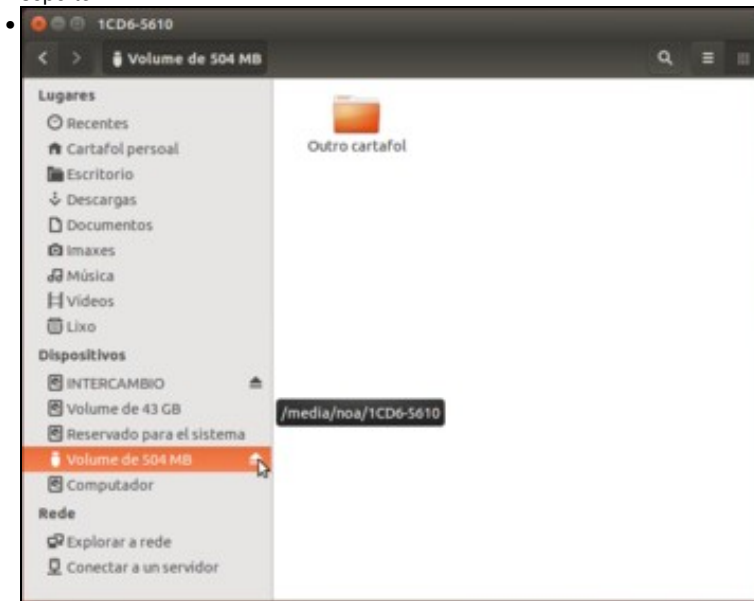 1CD6-5610
Volume de 504 MB
Lugares
Recentes
Cartafol persoal
Escritorio
Descargas
Documentos
Imaxes
Música
Vídeos
Lixo
Dispositivos
INTERCAMBIO
Volume de 43 GB
Reservado para el sistema
Volume de 504 MB
Computador
Rede
Explorar a rede
Conectar a un servidor
Outro cartafol
/media/noa/1CD6-5610